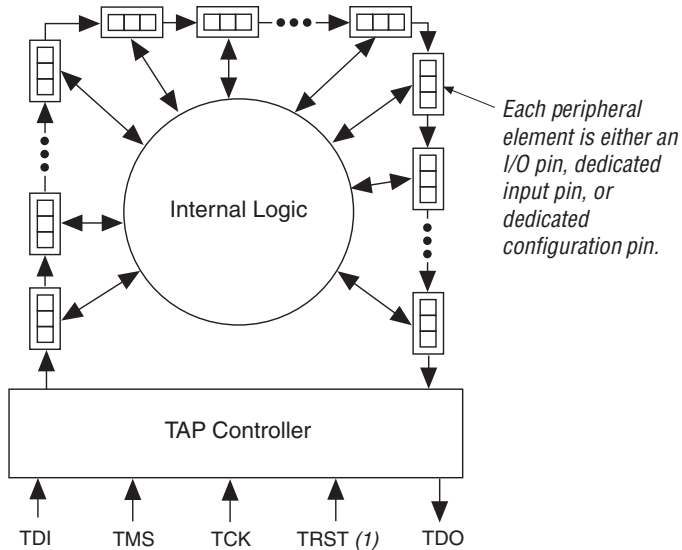 Each peripheral
element is either an
I/O pin, dedicated
input pin, or
dedicated
configuration pin.
Internal Logic
TAP Controller
TDI
TMS
TCK
TRST (1)
TDO